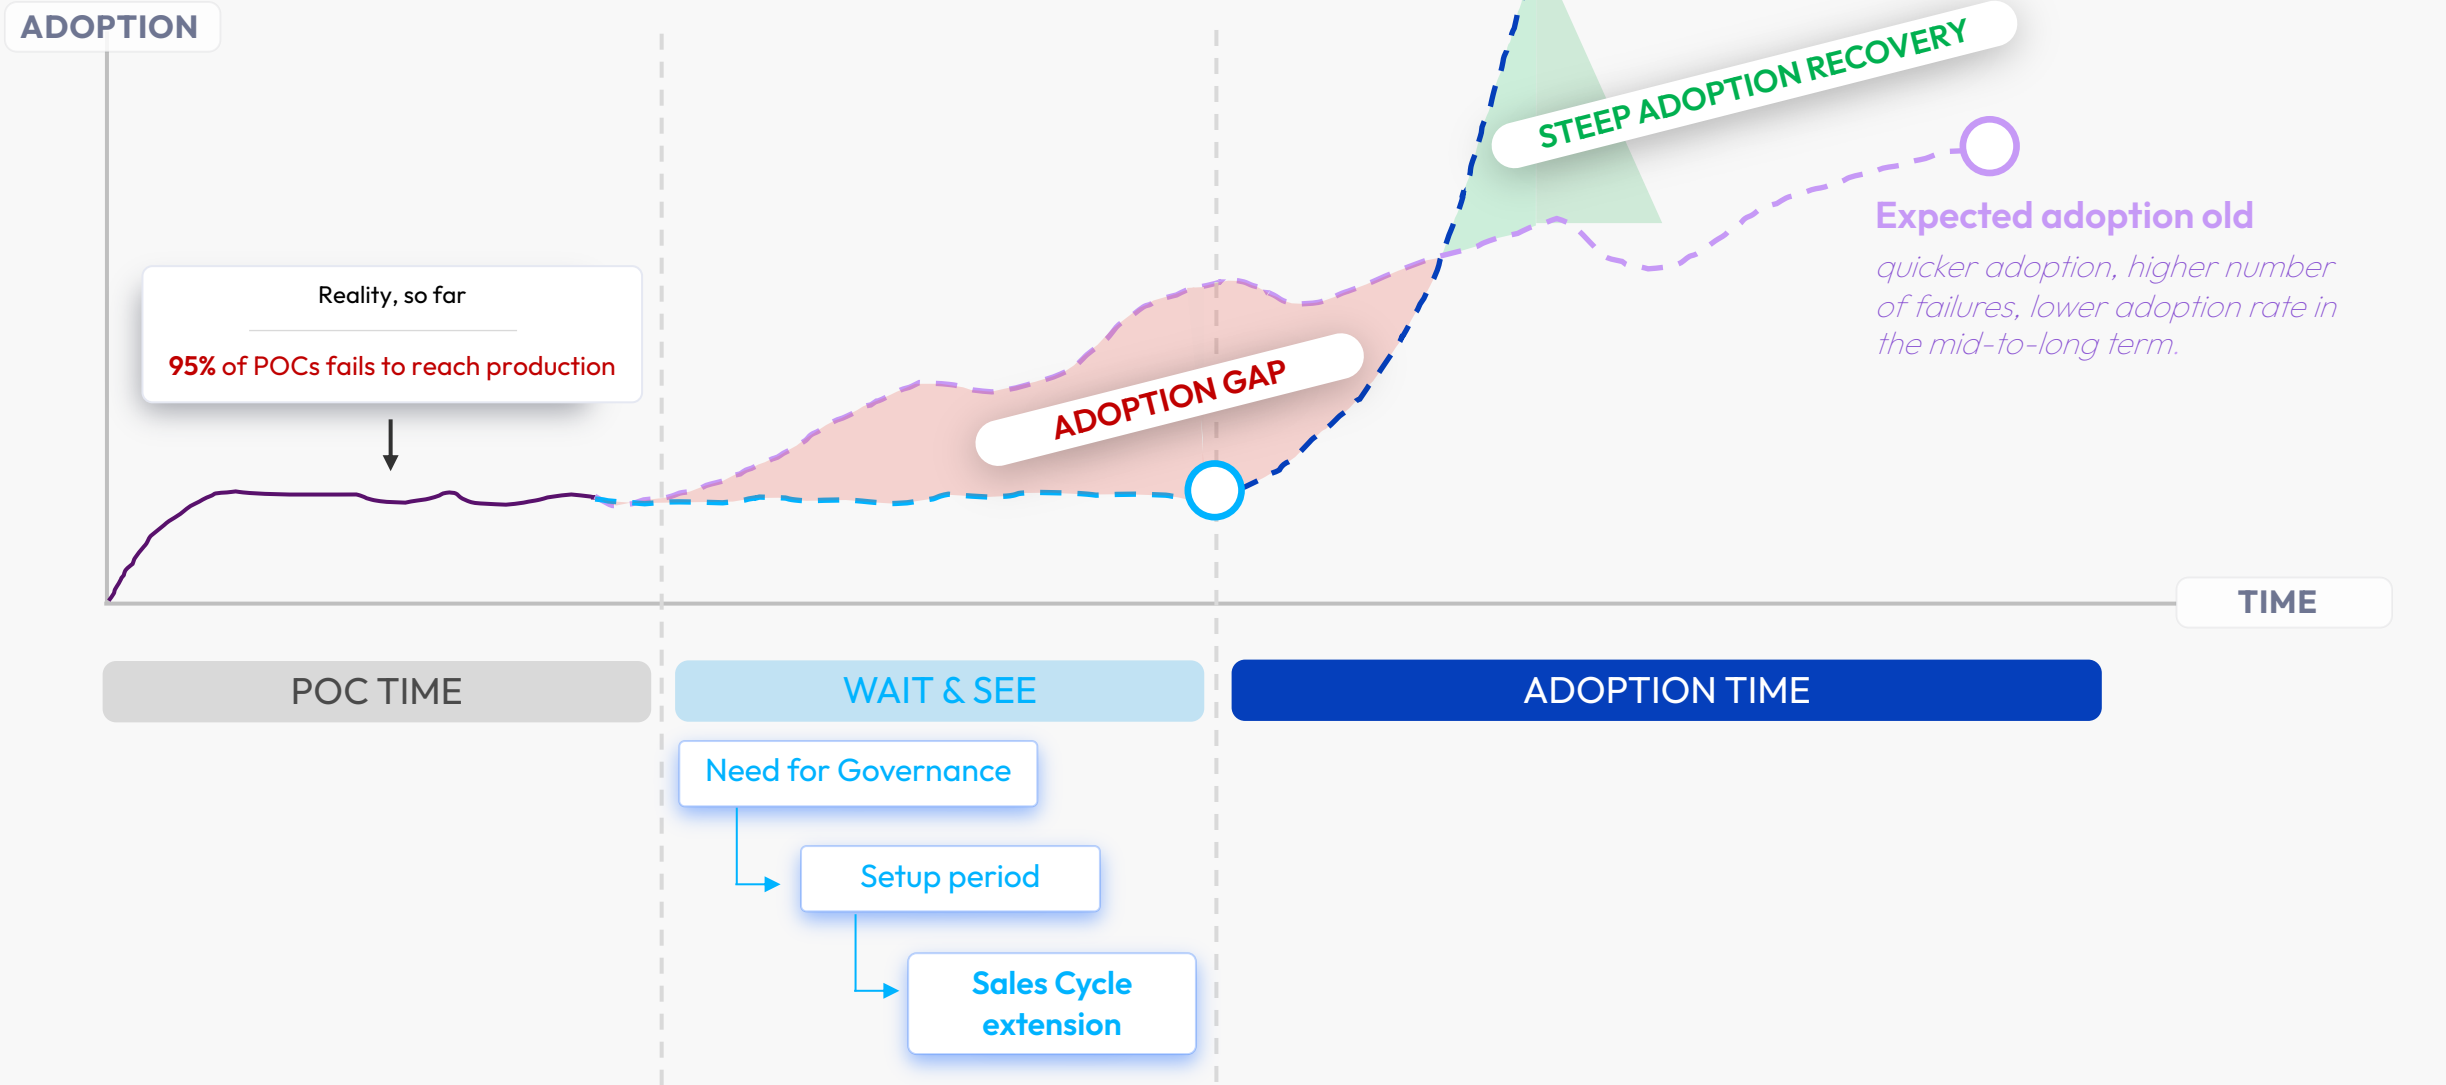 ADOPTION
STEEP ADOPTION RECOVERY
Expected adoption old
quicker adoption, higher number
of failures, lower adoption rate in
the mid-to-long term.
Reality, so far
95% of POCs fails to reach production
ADOPTION GAP
TIME
POC TIME
WAIT & SEE
ADOPTION TIME
Need for Governance
Setup period
Sales Cycle
extension